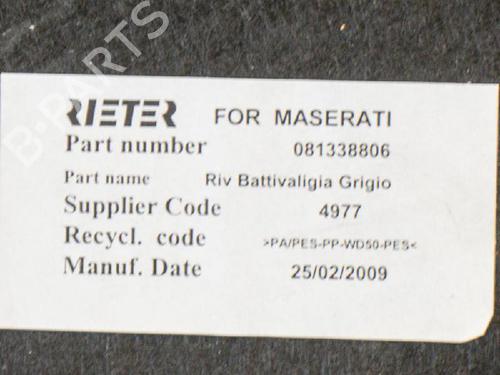 B-PARTS
RIETER FOR MASERATI
Part number 081338806
Part name Riv Battivaligia Grigio
Supplier Code 4977
Recycl. code >PA/PES-PP-WD50-PES<
Manuf. Date 25/02/2009